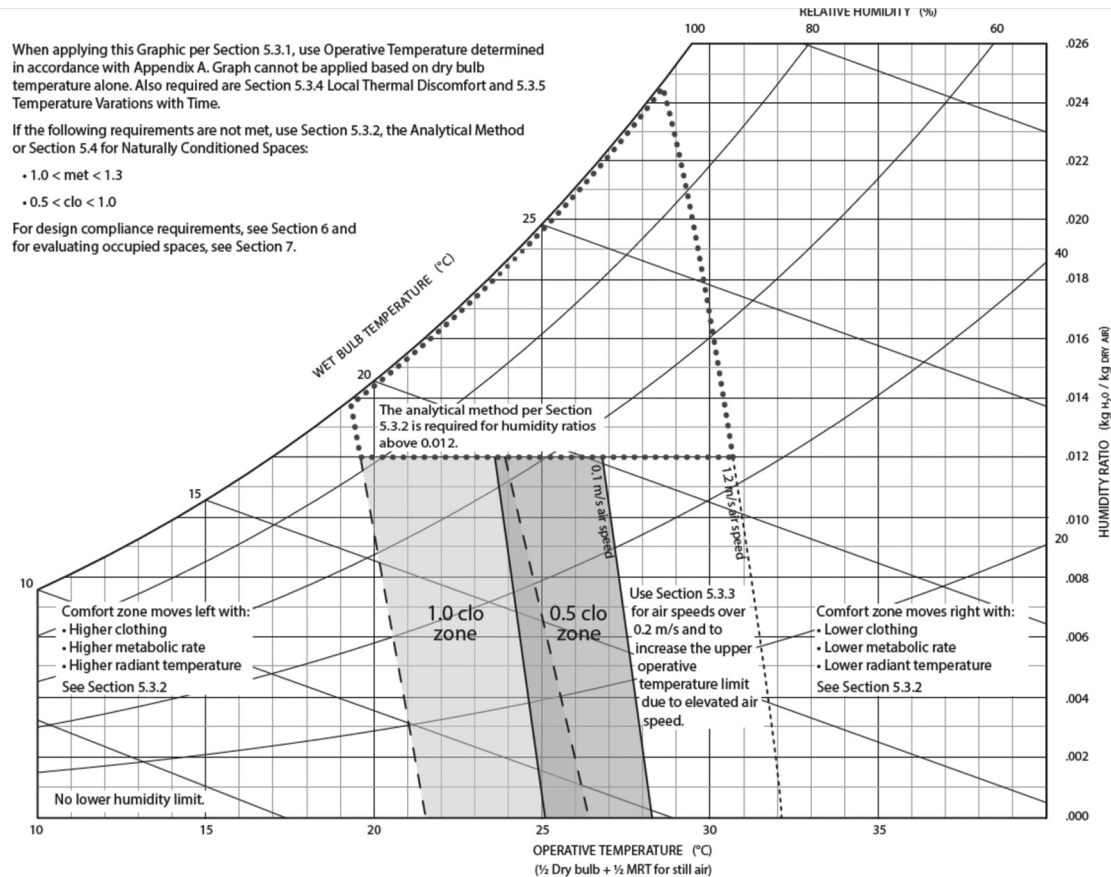 RELATIVE HUMIDITY (%)
100
80
60
When applying this Graphic per Section 5.3.1, use Operative Temperature determined
in accordance with Appendix A. Graph cannot be applied based on dry bulb
temperature alone. Also required are Section 5.3.4 Local Thermal Discomfort and 5.3.5
Temperature Varations with Time.
If the following requirements are not met, use Section 5.3.2, the Analytical Method
or Section 5.4 for Naturally Conditioned Spaces:
• 1.0 < met < 1.3
• 0.5 < clo < 1.0
For design compliance requirements, see Section 6 and
for evaluating occupied spaces, see Section 7.
.026
.024
.022
.020
.018
.016
.014
.012
.010
.008
.006
.004
.002
.000
40
20
HUMIDITY RATIO (kg H2O / kg DRY AIR)
WET BULB TEMPERATURE (°C)
25
20
15
10
The analytical method per Section
5.3.2 is required for humidity ratios
above 0.012.
0.1 m/s air speed
1.2 m/s air speed
1.0 clo
zone
0.5 clo
zone
Comfort zone moves left with:
• Higher clothing
• Higher metabolic rate
• Higher radiant temperature
See Section 5.3.2
Use Section 5.3.3
for air speeds over
0.2 m/s and to
increase the upper
operative
temperature limit
due to elevated air
speed.
Comfort zone moves right with:
• Lower clothing
• Lower metabolic rate
• Lower radiant temperature
See Section 5.3.2
No lower humidity limit.
10
15
20
25
30
35
OPERATIVE TEMPERATURE (°C)
(½ Dry bulb + ½ MRT for still air)